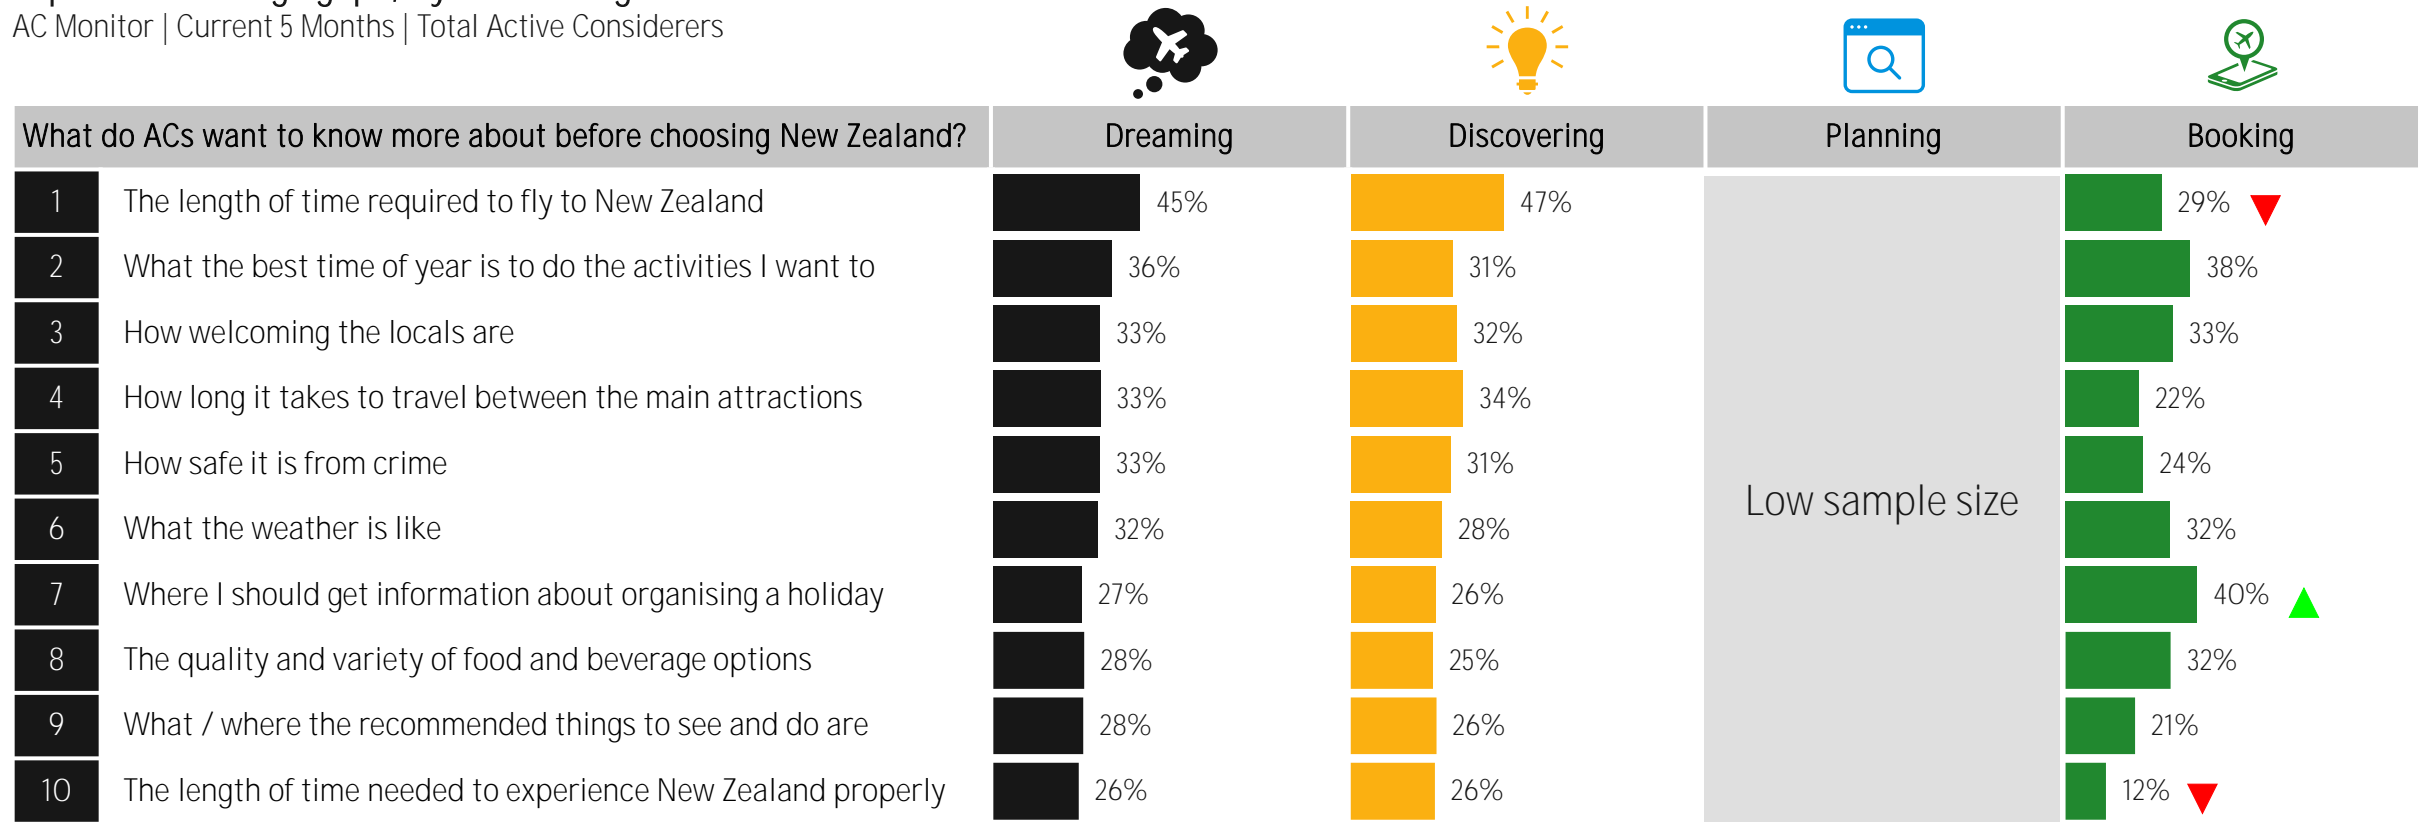 AC Monitor | Current 5 Months | Total Active Considerers
What do ACs want to know more about before choosing New Zealand? Dreaming Discovering Planning Booking
1 The length of time required to fly to New Zealand 45% 47% 29%
2 What the best time of year is to do the activities I want to 36% 31% 38%
3 How welcoming the locals are 33% 32% 33%
4 How long it takes to travel between the main attractions 33% 34% 22%
5 How safe it is from crime 33% 31% 24%
Low sample size
6 What the weather is like 32% 28% 32%
7 Where I should get information about organising a holiday 27% 26% 40%
8 The quality and variety of food and beverage options 28% 25% 32%
9 What / where the recommended things to see and do are 28% 26% 21%
10 The length of time needed to experience New Zealand properly 26% 26% 12%